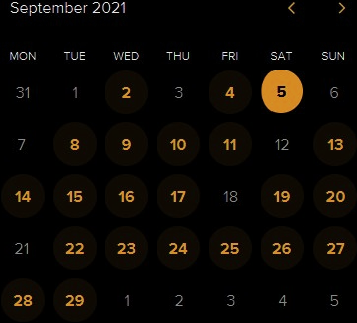 September 2021
MON TUE WED THU FRI SAT SUN
31 1 2 3 4 5 6
7 8 9 10 11 12 13
14 15 16 17 18 19 20
21 22 23 24 25 26 27
28 29 1 2 3 4 5